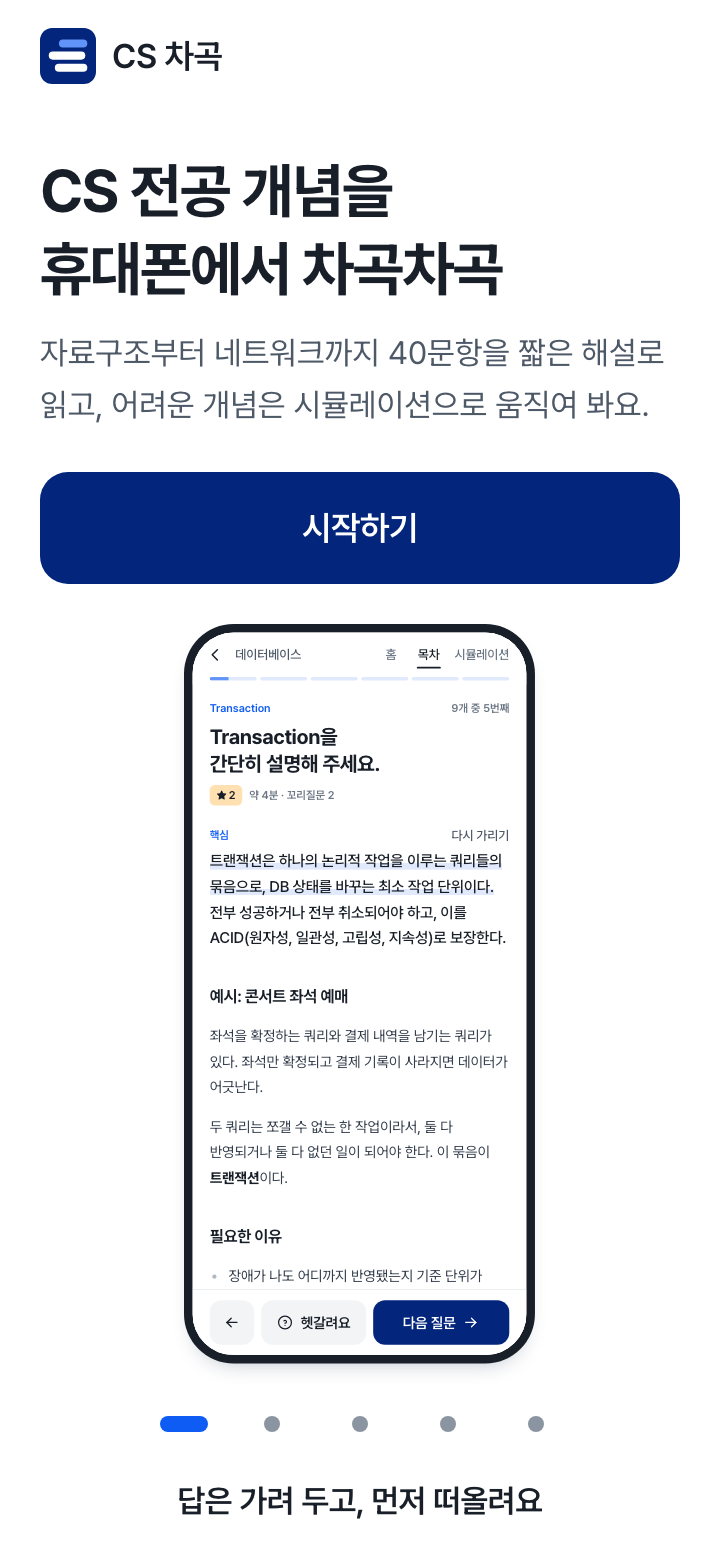 CS 차곡
CS 전공 개념을
휴대폰에서 차곡차곡
자료구조부터 네트워크까지 40문항을 짧은 해설로
읽고, 어려운 개념은 시뮬레이션으로 움직여 봐요.
시작하기
데이터베이스 홈 목차 시뮬레이션
Transaction 9개 중 5번째
Transaction을
간단히 설명해 주세요.
★ 2 약 4분 · 꼬리질문 2
핵심 다시 가리기
트랜잭션은 하나의 논리적 작업을 이루는 쿼리들의
묶음으로, DB 상태를 바꾸는 최소 작업 단위이다.
전부 성공하거나 전부 취소되어야 하고, 이를
ACID(원자성, 일관성, 고립성, 지속성)로 보장한다.
예시: 콘서트 좌석 예매
좌석을 확정하는 쿼리와 결제 내역을 남기는 쿼리가
있다. 좌석만 확정되고 결제 기록이 사라지면 데이터가
어긋난다.
두 쿼리는 쪼갤 수 없는 한 작업이라서, 둘 다
반영되거나 둘 다 없던 일이 되어야 한다. 이 묶음이
트랜잭션이다.
필요한 이유
• 장애가 나도 어디까지 반영됐는지 기준 단위가
← ? 헷갈려요 다음 질문 →
답은 가려 두고, 먼저 떠올려요